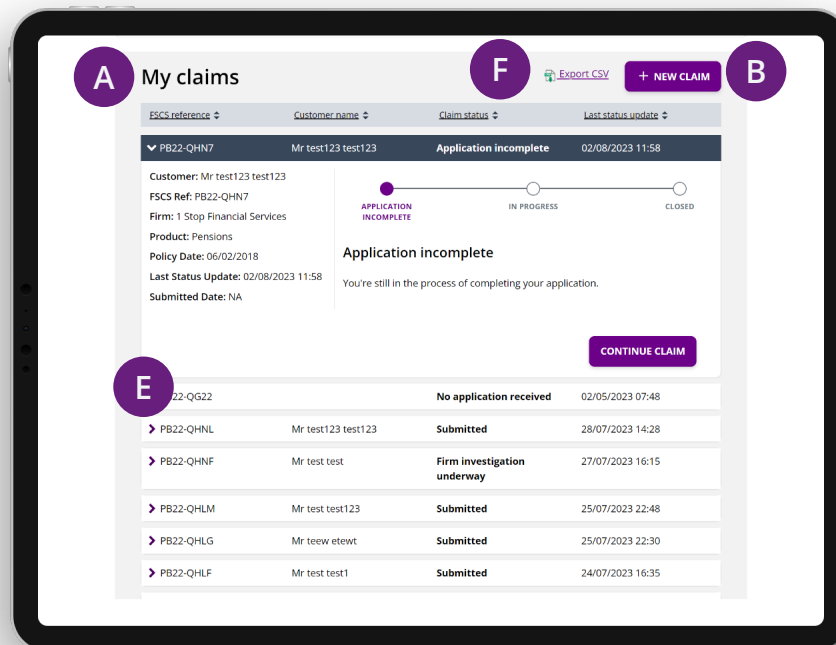 A
My claims
F
Export CSV
+ NEW CLAIM
B
FSCS reference
Customer name
Claim status
Last status update
PB22-QHN7
Mr test123 test123
Application incomplete
02/08/2023 11:58
Customer: Mr test123 test123
FSCS Ref: PB22-QHN7
Firm: 1 Stop Financial Services
Product: Pensions
Policy Date: 06/02/2018
Last Status Update: 02/08/2023 11:58
Submitted Date: NA
APPLICATION
INCOMPLETE
IN PROGRESS
CLOSED
Application incomplete
You're still in the process of completing your application.
CONTINUE CLAIM
E
22-QG22
No application received
02/05/2023 07:48
PB22-QHNL
Mr test123 test123
Submitted
28/07/2023 14:28
PB22-QHNF
Mr test test
Firm investigation
underway
27/07/2023 16:15
PB22-QHLM
Mr test test123
Submitted
25/07/2023 22:48
PB22-QHLG
Mr teew etewt
Submitted
25/07/2023 22:30
PB22-QHLF
Mr test test1
Submitted
24/07/2023 16:35